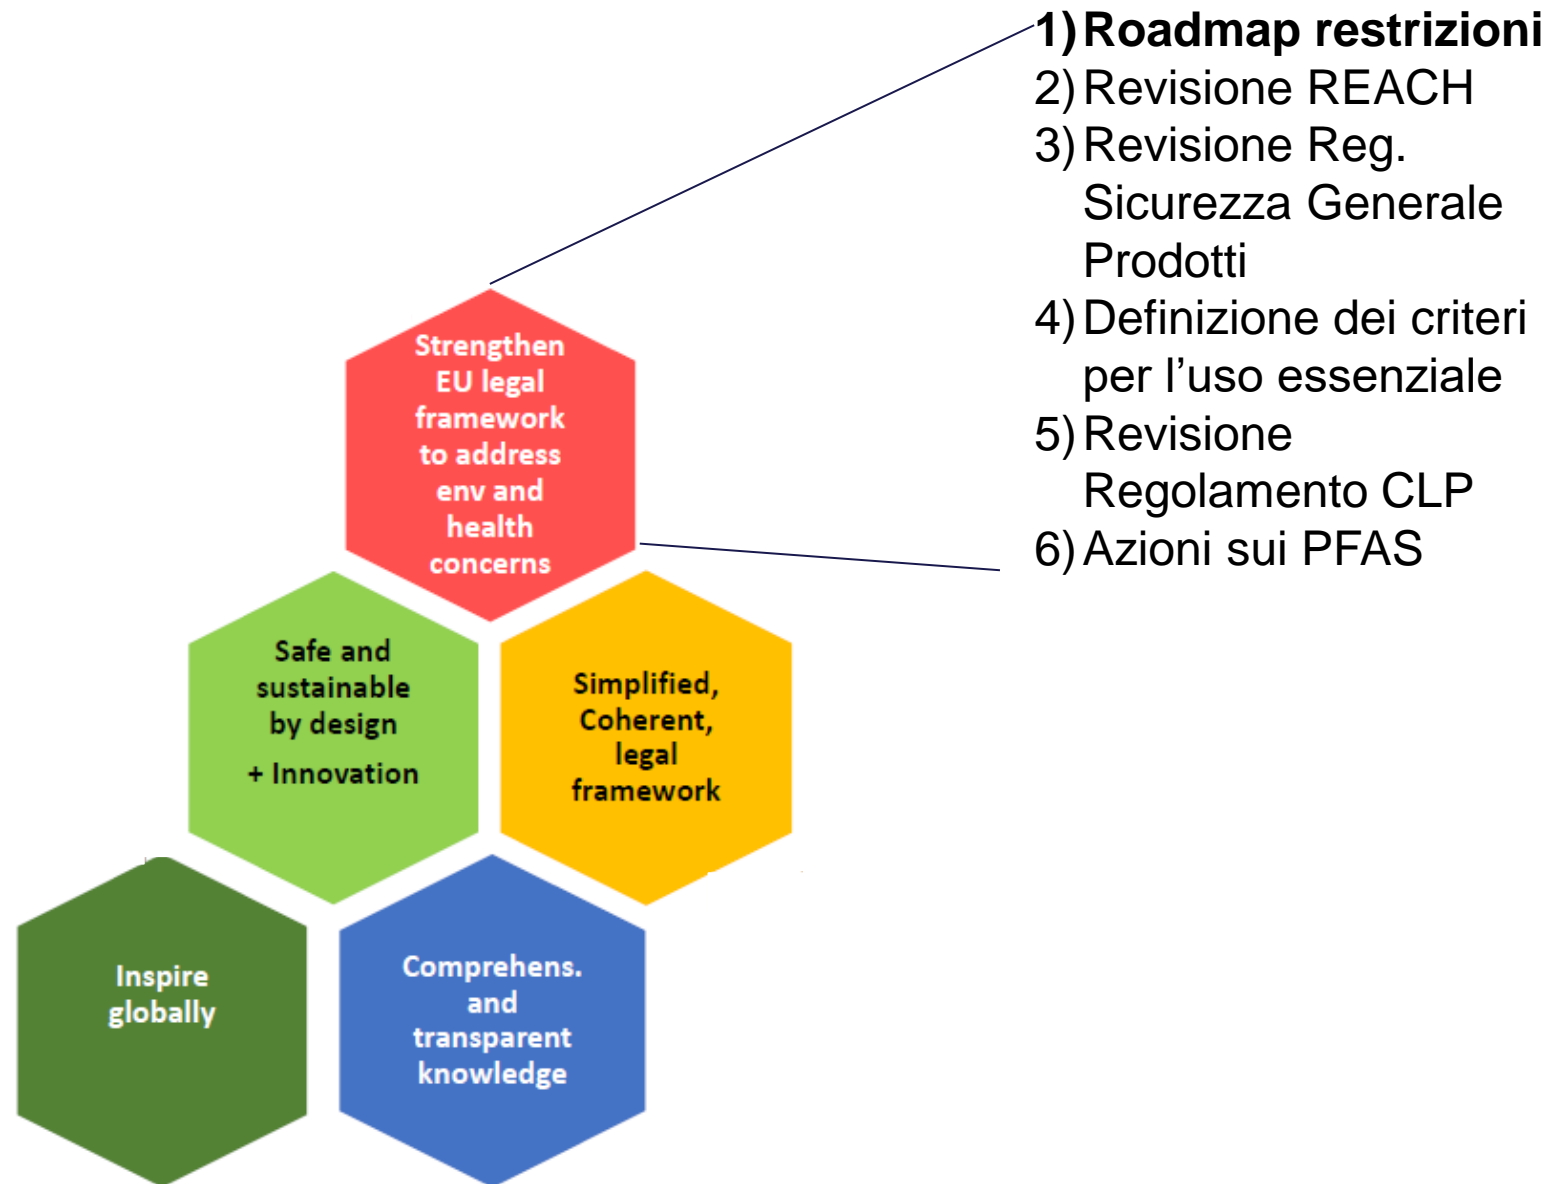 1) Roadmap restrizioni
2) Revisione REACH
3) Revisione Reg.
Sicurezza Generale
Prodotti
4) Definizione dei criteri
per l’uso essenziale
5) Revisione
Regolamento CLP
6) Azioni sui PFAS
Strengthen
EU legal
framework
to address
env and
health
concerns
Safe and
sustainable
by design
+ Innovation
Simplified,
Coherent,
legal
framework
Inspire
globally
Comprehens.
and
transparent
knowledge